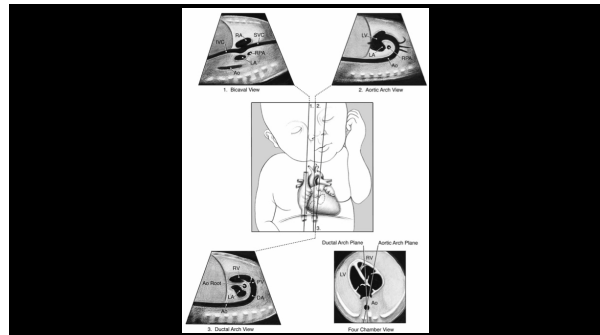 IVC
RA
SVC
RPA
LA
Ao
1. Bicaval View
LV
LA
RPA
Ao
2. Aortic Arch View
1.
2.
3.
Ao Root
RV
PV
LA
DA
Ao
3. Ductal Arch View
Ductal Arch Plane
Aortic Arch Plane
RV
LV
Ao
Four Chamber View